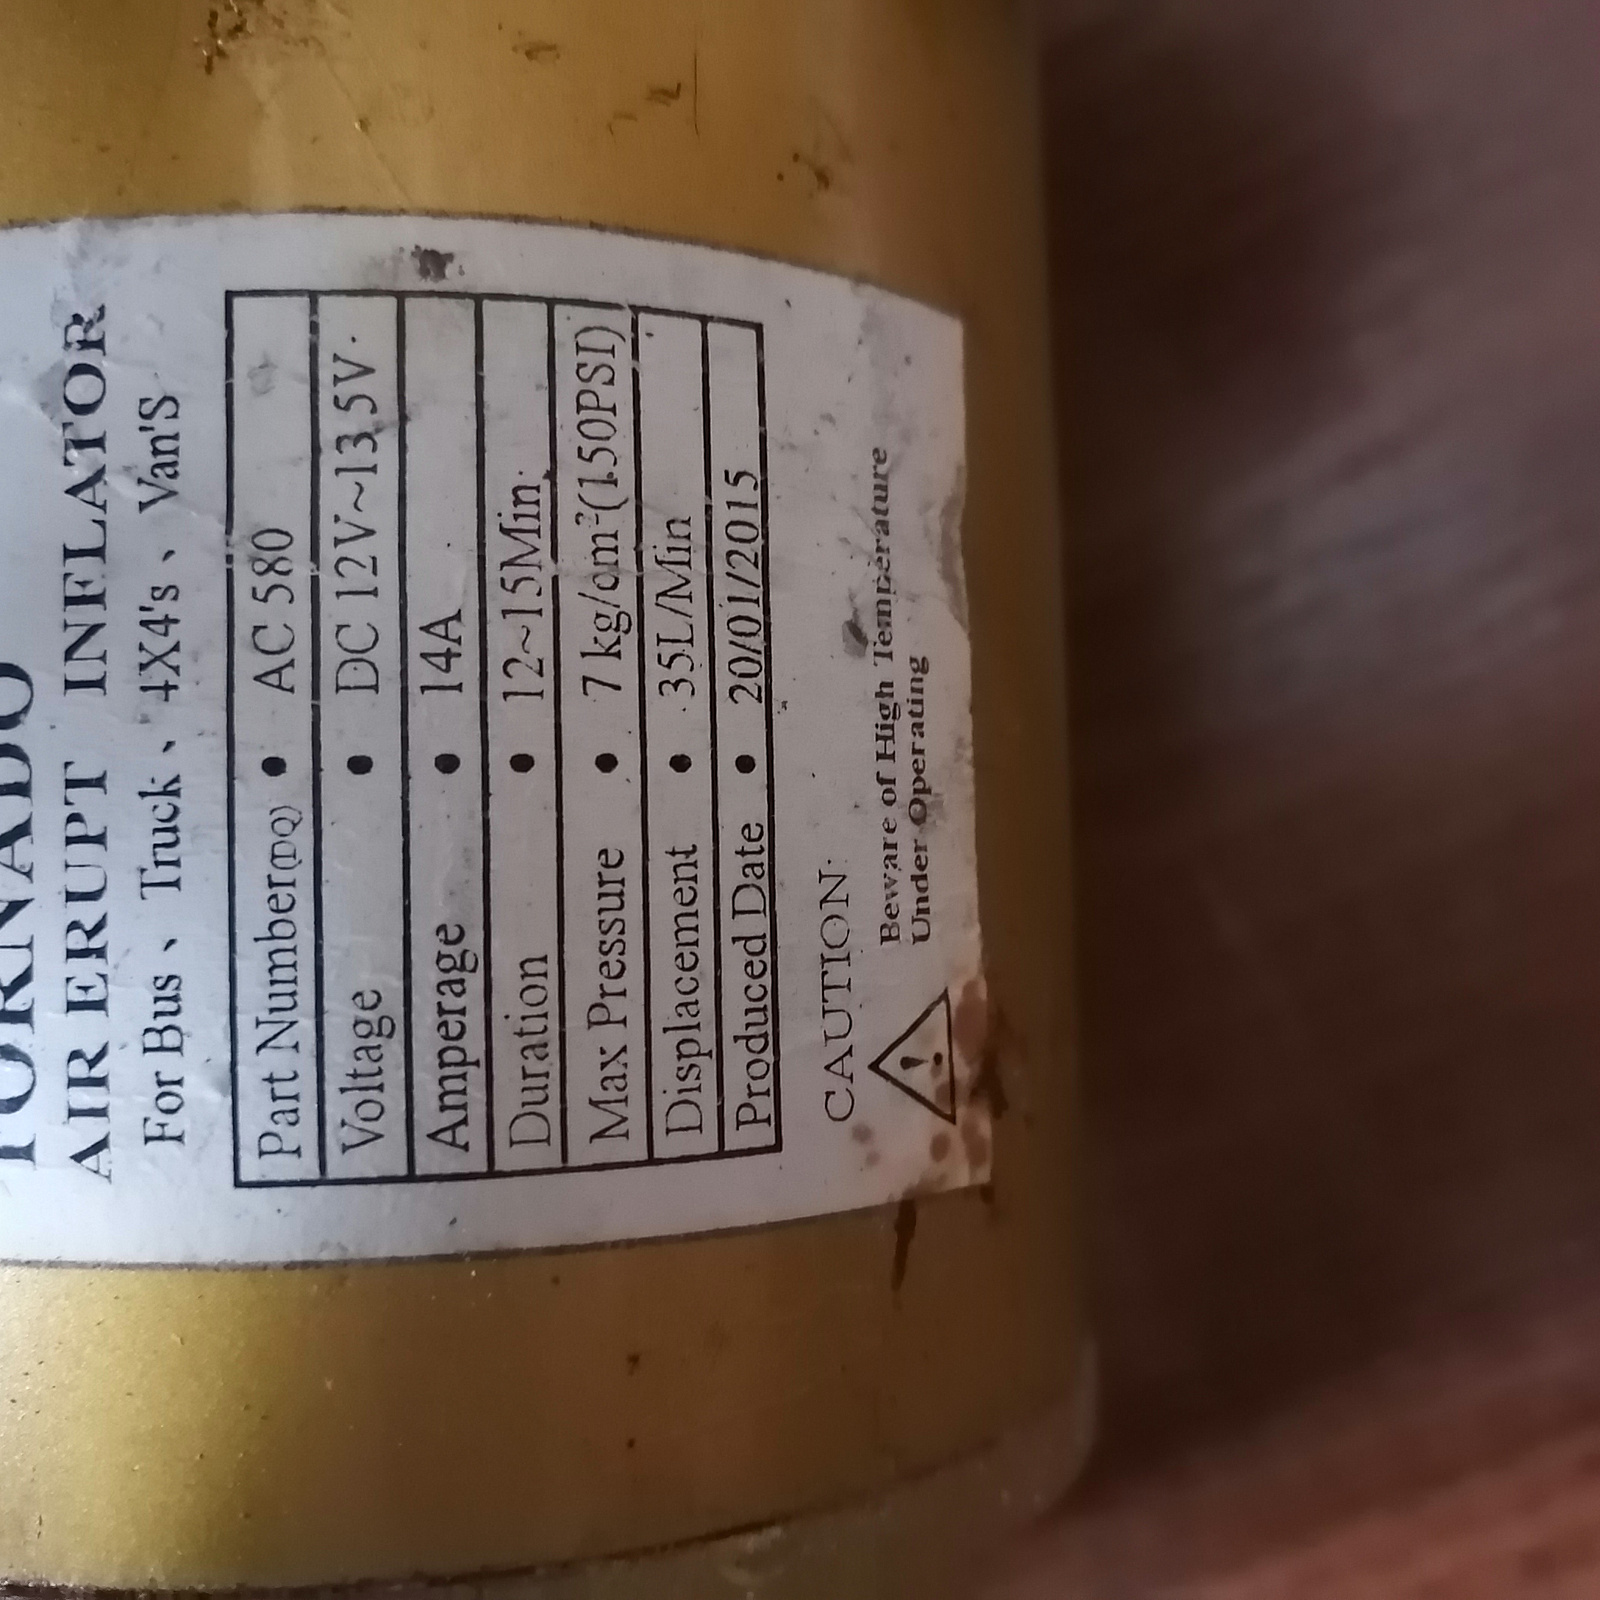 TORNADO
AIR ERUPT INFLATOR
For Bus、Truck、4X4's、Van'S
Part Number(DQ) • AC 580
Voltage • DC 12V~13.5V
Amperage • 14A
Duration • 12~15Min
Max Pressure • 7 kg/cm²(150PSI)
Displacement • 35L/Min
Produced Date • 20/01/2015
CAUTION:
Beware of High Temperature
Under Operating